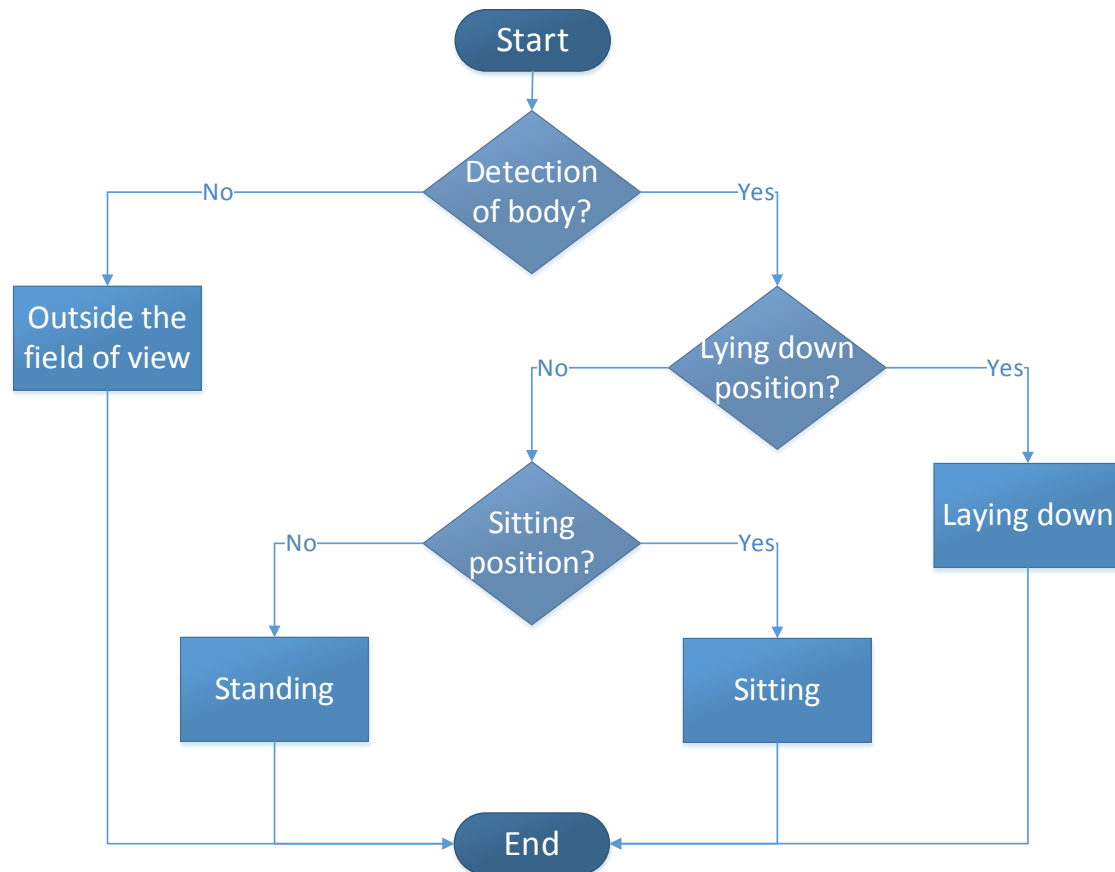 Start
Detection
of body?
No
Yes
Outside the
field of view
Lying down
position?
No
Yes
Sitting
position?
Laying down
No
Yes
Standing
Sitting
End